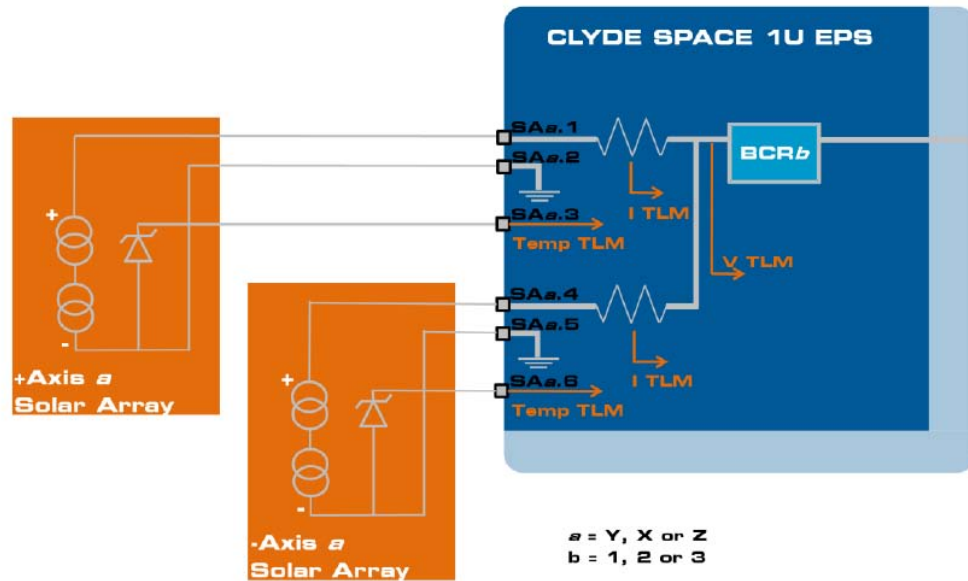 CLYDE SPACE 1U EPS
SAa.1
SAa.2
BCRb
I TLM
SAa.3
Temp TLM
V TLM
+
-
+Axis a
Solar Array
SAa.4
SAa.5
I TLM
SAa.6
Temp TLM
+
-
-Axis a
Solar Array
a = Y, X or Z
b = 1, 2 or 3